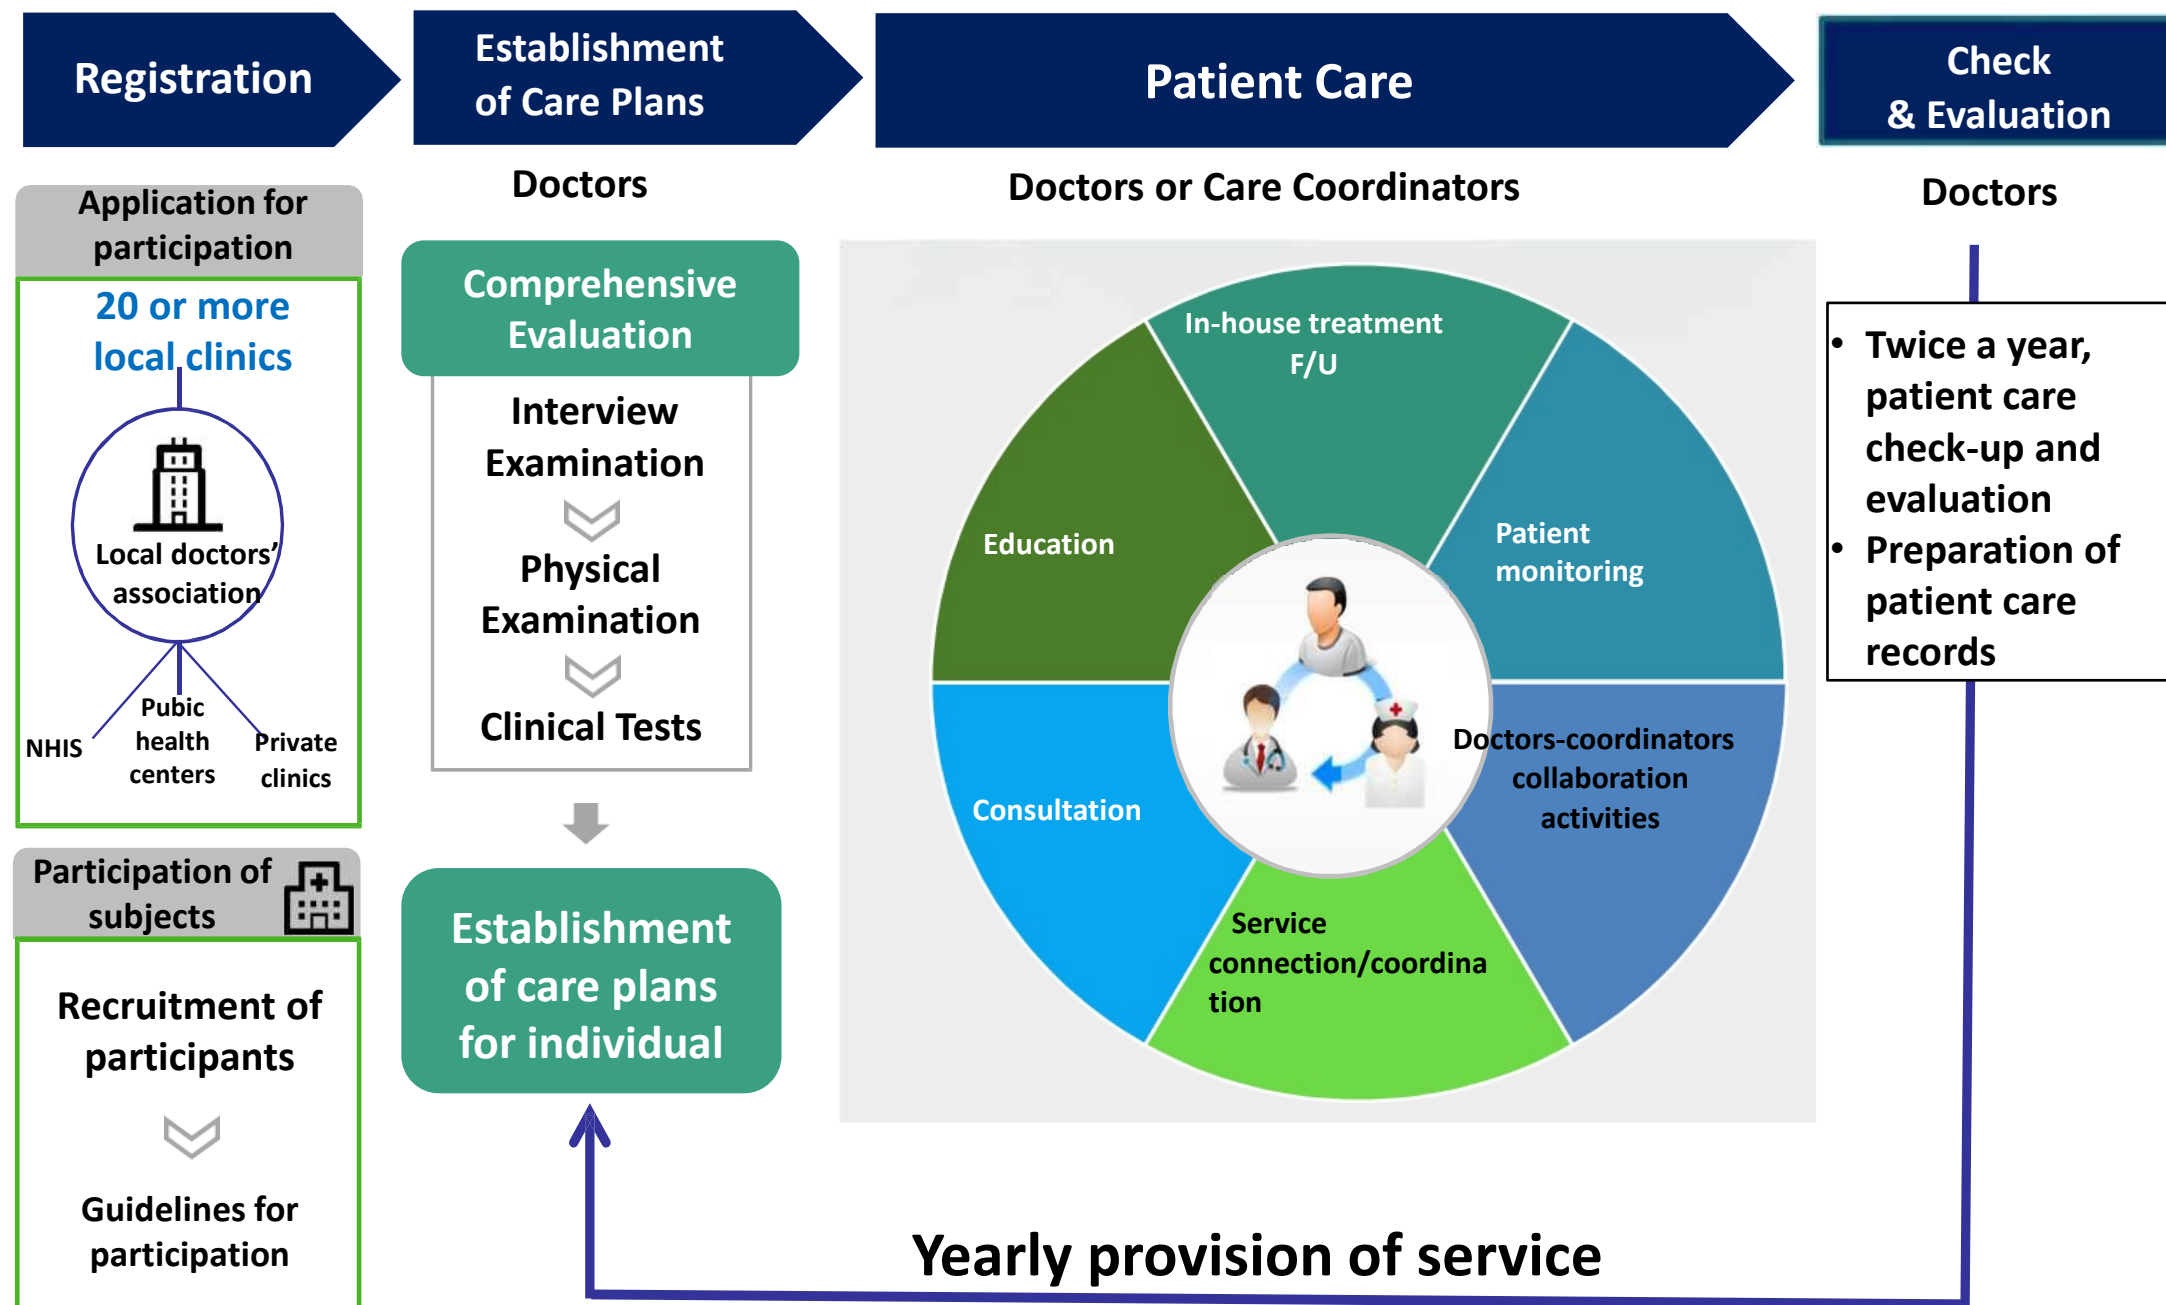 Registration
Establishment
of Care Plans
Patient Care
Check
& Evaluation
Application for
participation
20 or more
local clinics
Local doctors’
association
NHIS
Pubic
health
centers
Private
clinics
Participation of
subjects
Recruitment of
participants
Guidelines for
participation
Doctors
Comprehensive
Evaluation
Interview
Examination
Physical
Examination
Clinical Tests
Establishment
of care plans
for individual
Doctors or Care Coordinators
In-house treatment
F/U
Patient
monitoring
Doctors-coordinators
collaboration
activities
Service
connection/coordina
tion
Consultation
Education
Doctors
• Twice a year,
patient care
check-up and
evaluation
• Preparation of
patient care
records
Yearly provision of service